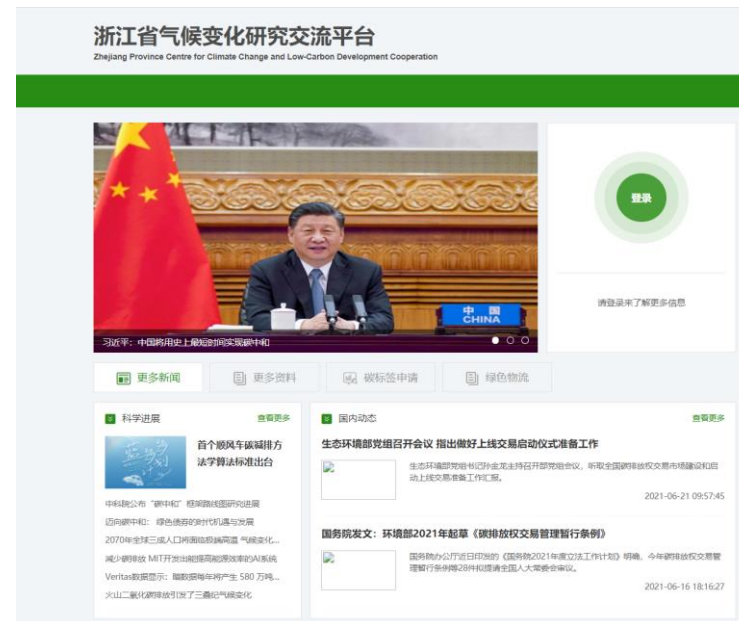 浙江省气候变化研究交流平台
Zhejiang Province Centre for Climate Change and Low-Carbon Development Cooperation
登录
请登录来了解更多信息
中 国
CHINA
习近平：中国将用史上最短时间实现碳中和
更多新闻
更多资料
碳标签申请
绿色物流
科学进展
查看更多
首个顺风车碳减排方
法学算法标准出台
中科院公布“碳中和”框架路线图研究进展
迈向碳中和：绿色债券的时代机遇与发展
2070年全球三成人口将面临极端高温 气候变化...
减少碳排放 MIT开发出能提高能源效率的AI系统
Veritas数据显示：暗数据每年将产生 580 万吨...
火山二氧化碳排放引发了三叠纪气候变化
国内动态
查看更多
生态环境部党组召开会议 指出做好上线交易启动仪式准备工作
生态环境部党组书记孙金龙主持召开部党组会议，听取全国碳排放权交易市场建设和启
动上线交易准备工作汇报。
2021-06-21 09:57:45
国务院发文：环境部2021年起草《碳排放权交易管理暂行条例》
国务院办公厅近日印发的《国务院2021年度立法工作计划》明确，今年碳排放权交易管
理暂行条例等28件拟提请全国人大常委会审议。
2021-06-16 18:16:27